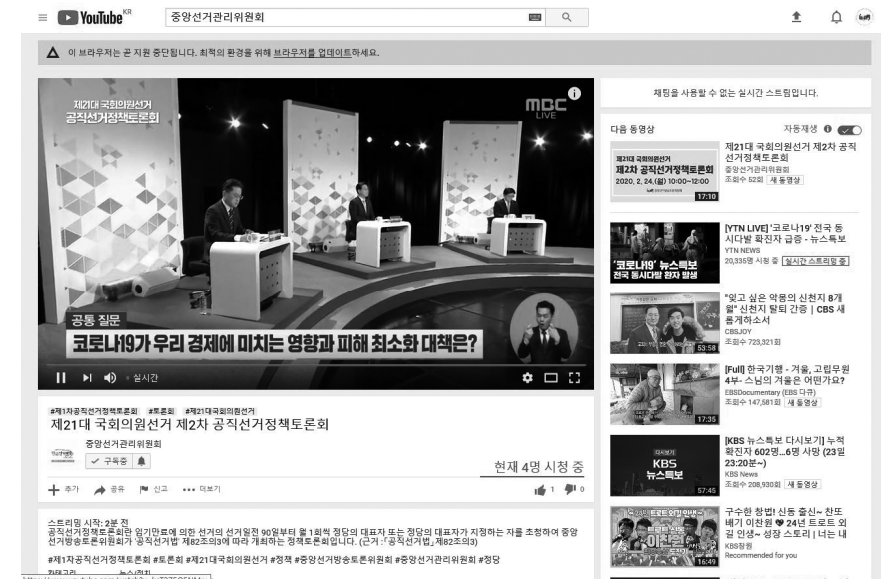 YouTube KR
중앙선거관리위원회
이 브라우저는 곧 지원 중단됩니다. 최적의 환경을 위해 브라우저를 업데이트하세요.
제21대 국회의원선거
공직선거정책토론회
MBC
LIVE
공통 질문
코로나19가 우리 경제에 미치는 영향과 피해 최소화 대책은?
실시간
#제1차공직선거정책토론회 #토론회 #제21대국회의원선거
제21대 국회의원선거 제2차 공직선거정책토론회
중앙선거관리위원회
구독중
현재 4명 시청 중
추가 공유 신고 더보기
1 0
스트리밍 시작: 2분 전
공직선거정책토론회란 임기만료에 의한 선거의 선거일전 90일부터 월 1회씩 정당의 대표자 또는 정당의 대표자가 지정하는 자를 초청하여 중앙
선거방송토론위원회가 「공직선거법」 제82조의3에 따라 개최하는 정책토론회입니다. (근거 :「공직선거법」제82조의3)
#제1차공직선거정책토론회 #토론회 #제21대국회의원선거 #정책 #중앙선거방송토론위원회 #중앙선거관리위원회 #정당
카테고리 뉴스/정치
채팅을 사용할 수 없는 실시간 스트림입니다.
다음 동영상
자동재생
제21대 국회의원선거
제2차 공직선거정책토론회
2020. 2. 24.(월) 10:00~12:00
17:10
제21대 국회의원선거 제2차 공직
선거정책토론회
중앙선거관리위원회
조회수 52회 새 동영상
'코로나19' 뉴스특보
전국 동시다발 환자 발생
[YTN LIVE] '코로나19' 전국 동
시다발 확진자 급증 - 뉴스특보
YTN NEWS
20,335명 시청 중 실시간 스트리밍 중
53:58
"잊고 싶은 악몽의 신천지 8개
월" 신천지 탈퇴 간증 | CBS 새
롭게하소서
CBSJOY
조회수 723,321회
17:35
[Full] 한국기행 - 겨울, 고립무원
4부- 스님의 겨울은 어떤가요?
EBSDocumentary (EBS 다큐)
조회수 147,581회 새 동영상
다시보기
KBS
뉴스특보
57:45
[KBS 뉴스특보 다시보기] 누적
확진자 602명...6명 사망 (23일
23:20분~)
KBS News
조회수 208,930회 새 동영상
이찬원
16:49
구수한 창법! 신동 출신~ 찬또
배기 이찬원 💖 24년 트로트 외
길 인생~ 성장 스토리 | 너는 내
CBS장원
Recommended for you